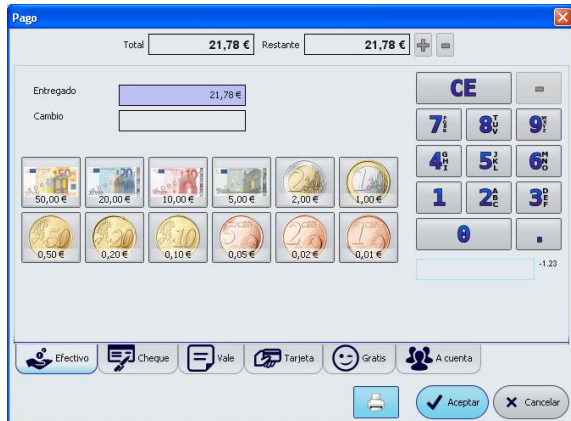 Pago
Total 21,78 € Restante 21,78 €
Entregado 21,78 €
Cambio
CE -
7 8 T U V 9
4 G H I 5 J K L 6 M N O
1 2 A B C 3 D E F
0 .
-1.23
50,00 € 20,00 € 10,00 € 5,00 € 2,00 € 1,00 €
0,50 € 0,20 € 0,10 € 0,05 € 0,02 € 0,01 €
Efectivo Cheque Vale Tarjeta Gratis A cuenta
Aceptar Cancelar